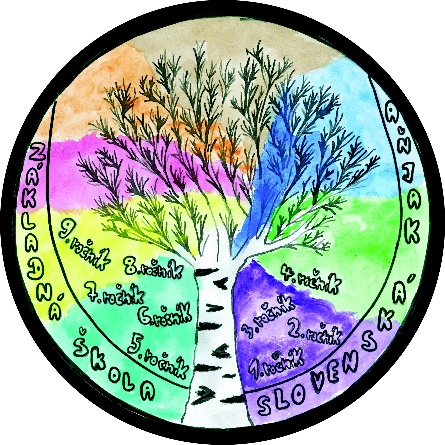 ZÁKLADNÁ ŠKOLA SLOVENSKÁ KAJŇA
9. ročník
8. ročník
7. ročník
6. ročník
5. ročník
4. ročník
3. ročník
2. ročník
1. ročník